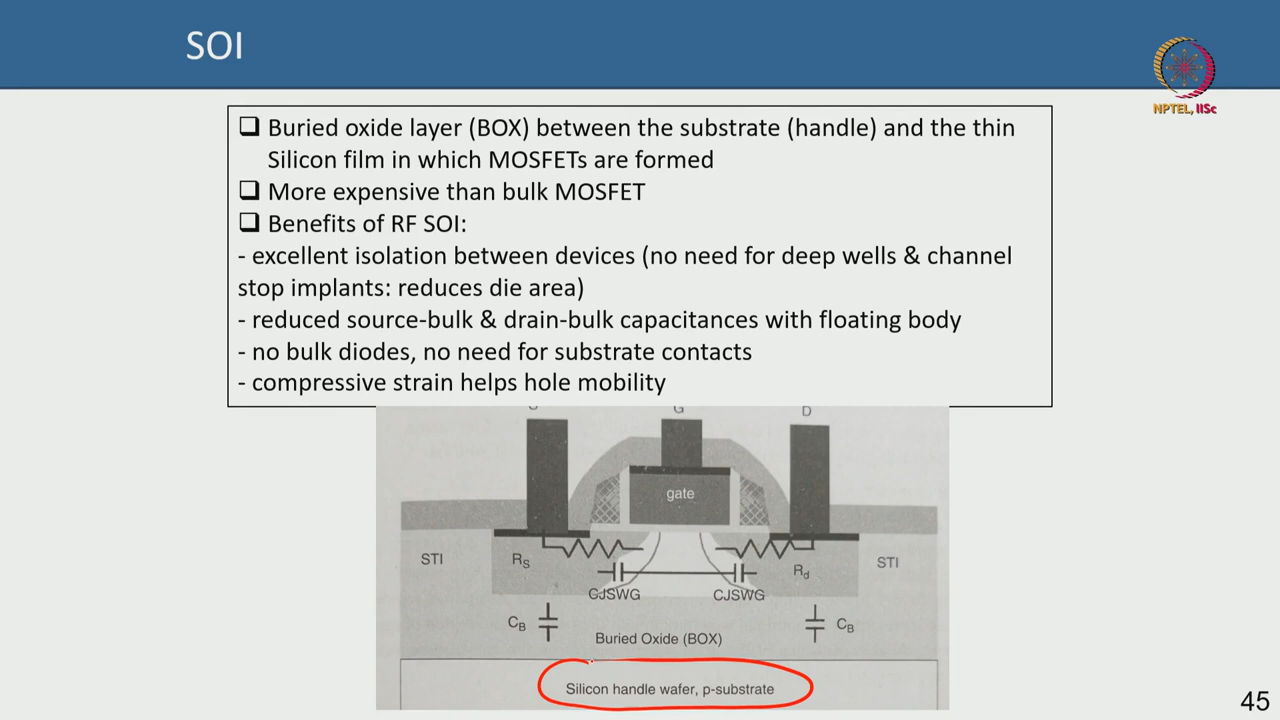 SOI
NPTEL, IISc
❑ Buried oxide layer (BOX) between the substrate (handle) and the thin
Silicon film in which MOSFETs are formed
❑ More expensive than bulk MOSFET
❑ Benefits of RF SOI:
- excellent isolation between devices (no need for deep wells & channel
stop implants: reduces die area)
- reduced source-bulk & drain-bulk capacitances with floating body
- no bulk diodes, no need for substrate contacts
- compressive strain helps hole mobility
G
D
gate
STI
Rs
Rd
STI
CJSWG
CJSWG
CB
CB
Buried Oxide (BOX)
Silicon handle wafer, p-substrate
45